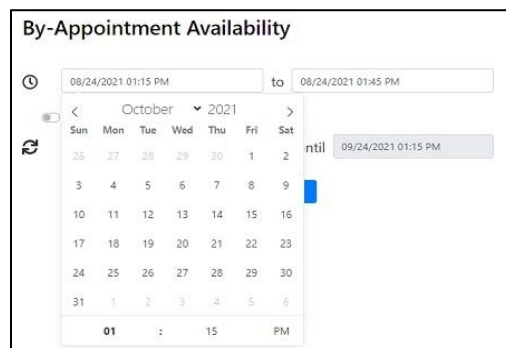 By-Appointment Availability
08/24/2021 01:15 PM to 08/24/2021 01:45 PM
October 2021
Sun Mon Tue Wed Thu Fri Sat
26 27 28 29 30 1 2
ntil 09/24/2021 01:15 PM
3 4 5 6 7 8 9
10 11 12 13 14 15 16
17 18 19 20 21 22 23
24 25 26 27 28 29 30
31 1 2 3 4 5 6
01 : 15 PM